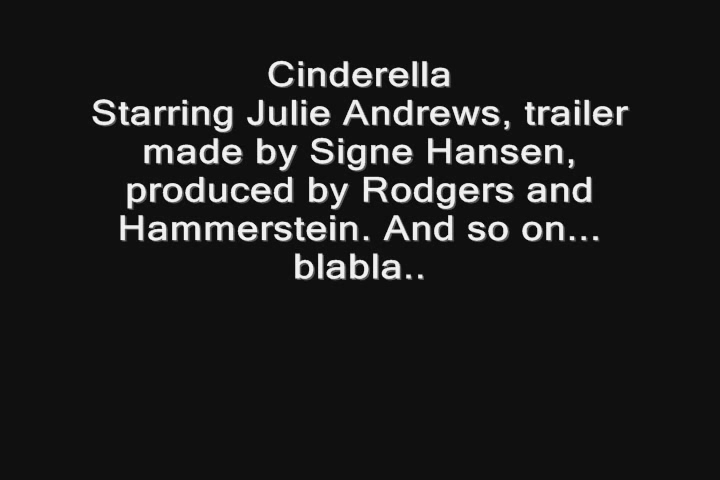 Cinderella
Starring Julie Andrews, trailer
made by Signe Hansen,
produced by Rodgers and
Hammerstein. And so on...
blabla..